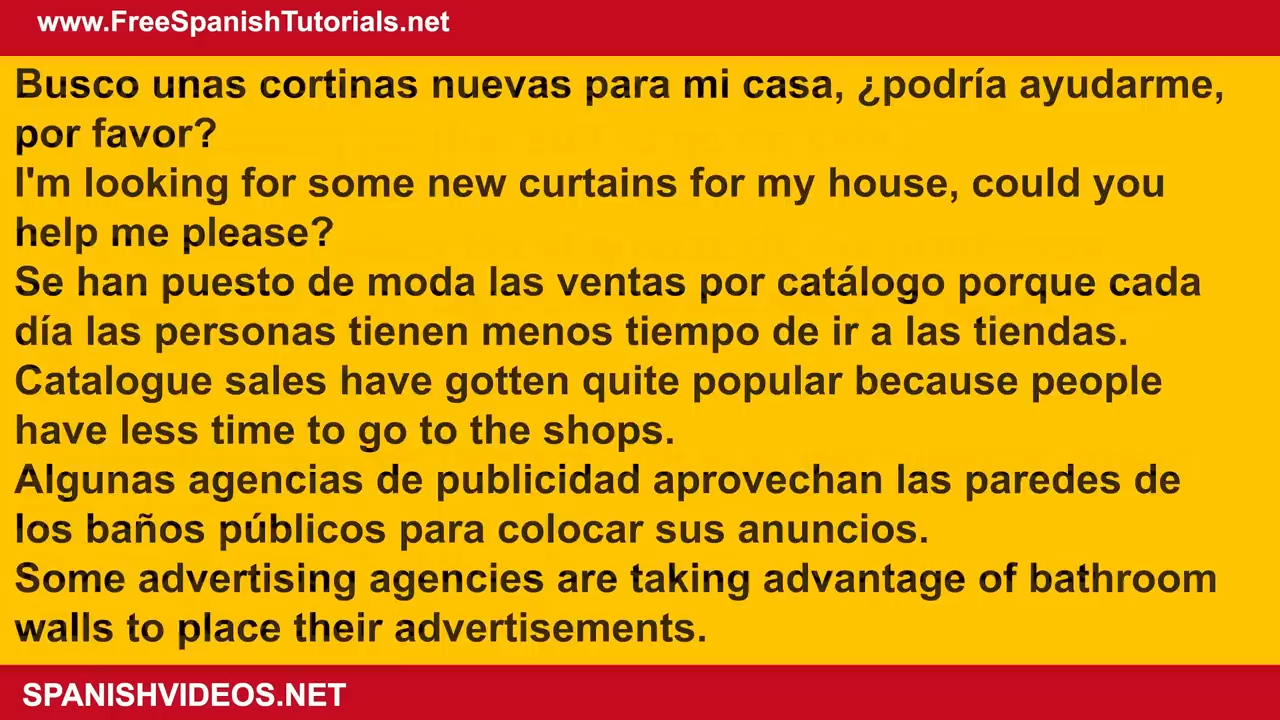 www.FreeSpanishTutorials.net
Busco unas cortinas nuevas para mi casa, ¿podría ayudarme,
por favor?
I'm looking for some new curtains for my house, could you
help me please?
Se han puesto de moda las ventas por catálogo porque cada
día las personas tienen menos tiempo de ir a las tiendas.
Catalogue sales have gotten quite popular because people
have less time to go to the shops.
Algunas agencias de publicidad aprovechan las paredes de
los baños públicos para colocar sus anuncios.
Some advertising agencies are taking advantage of bathroom
walls to place their advertisements.
SPANISHVIDEOS.NET